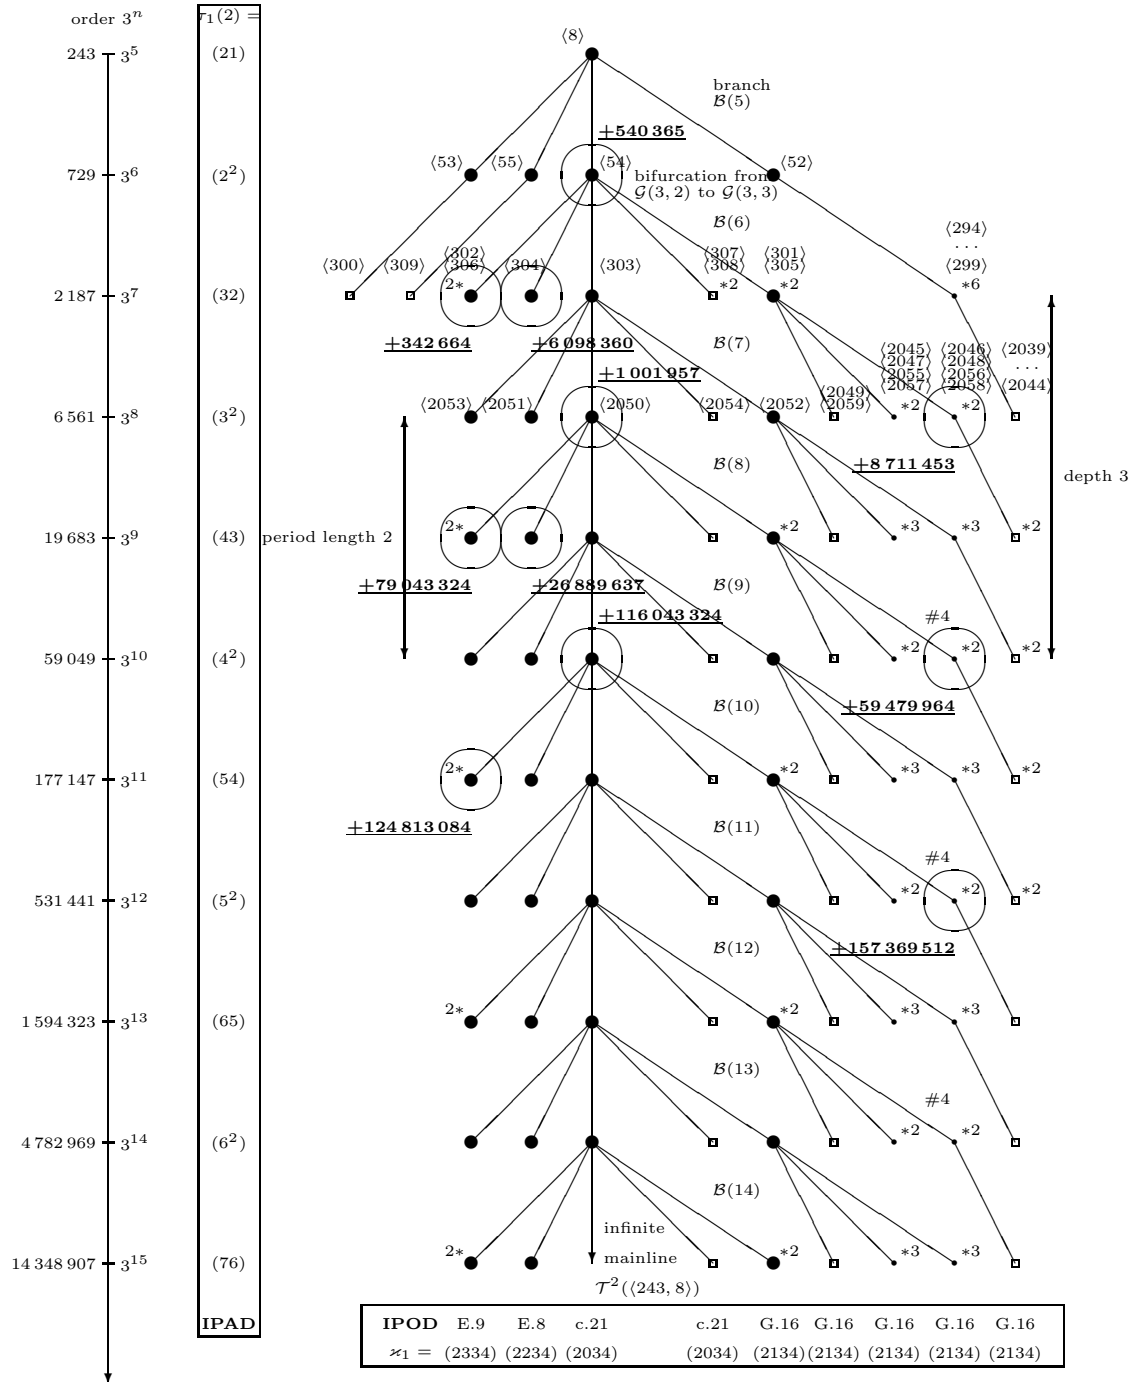 order 3^n τ_1(2) =
⟨8⟩
243 3^5 (21)
branch
B(5)
+540 365
⟨53⟩ ⟨55⟩ ⟨54⟩ ⟨52⟩
729 3^6 (2^2)
bifurcation from
G(3, 2) to G(3, 3)
B(6)
⟨294⟩
⟨302⟩ ⟨307⟩ ⟨301⟩ · · ·
⟨300⟩ ⟨309⟩ ⟨306⟩ ⟨304⟩ ⟨303⟩ ⟨308⟩ ⟨305⟩ ⟨299⟩
2∗ ∗2 ∗2 ∗6
2 187 3^7 (32)
+342 664 +6 098 360 B(7)
⟨2045⟩ ⟨2046⟩ ⟨2039⟩
⟨2047⟩ ⟨2048⟩ · · ·
+1 001 957 ⟨2055⟩ ⟨2056⟩
⟨2049⟩ ⟨2057⟩ ⟨2058⟩ ⟨2044⟩
⟨2053⟩ ⟨2051⟩ ⟨2050⟩ ⟨2054⟩ ⟨2052⟩ ⟨2059⟩ ∗2 ∗2
6 561 3^8 (3^2)
B(8) +8 711 453
depth 3
2∗ ∗2 ∗3 ∗3 ∗2
19 683 3^9 (43) period length 2
+79 043 324 +26 889 637 B(9)
+116 043 324 #4
∗2 ∗2 ∗2
59 049 3^10 (4^2)
B(10) +59 479 964
2∗ ∗2 ∗3 ∗3 ∗2
177 147 3^11 (54)
+124 813 084 B(11)
#4
∗2 ∗2 ∗2
531 441 3^12 (5^2)
B(12) +157 369 512
2∗ ∗2 ∗3 ∗3
1 594 323 3^13 (65)
B(13)
#4
∗2 ∗2
4 782 969 3^14 (6^2)
B(14)
infinite
2∗ mainline ∗2 ∗3 ∗3
14 348 907 3^15 (76)
T^2(⟨243, 8⟩)
IPAD IPOD E.9 E.8 c.21 c.21 G.16 G.16 G.16 G.16 G.16
ϰ_1 = (2334) (2234) (2034) (2034) (2134) (2134) (2134) (2134) (2134)